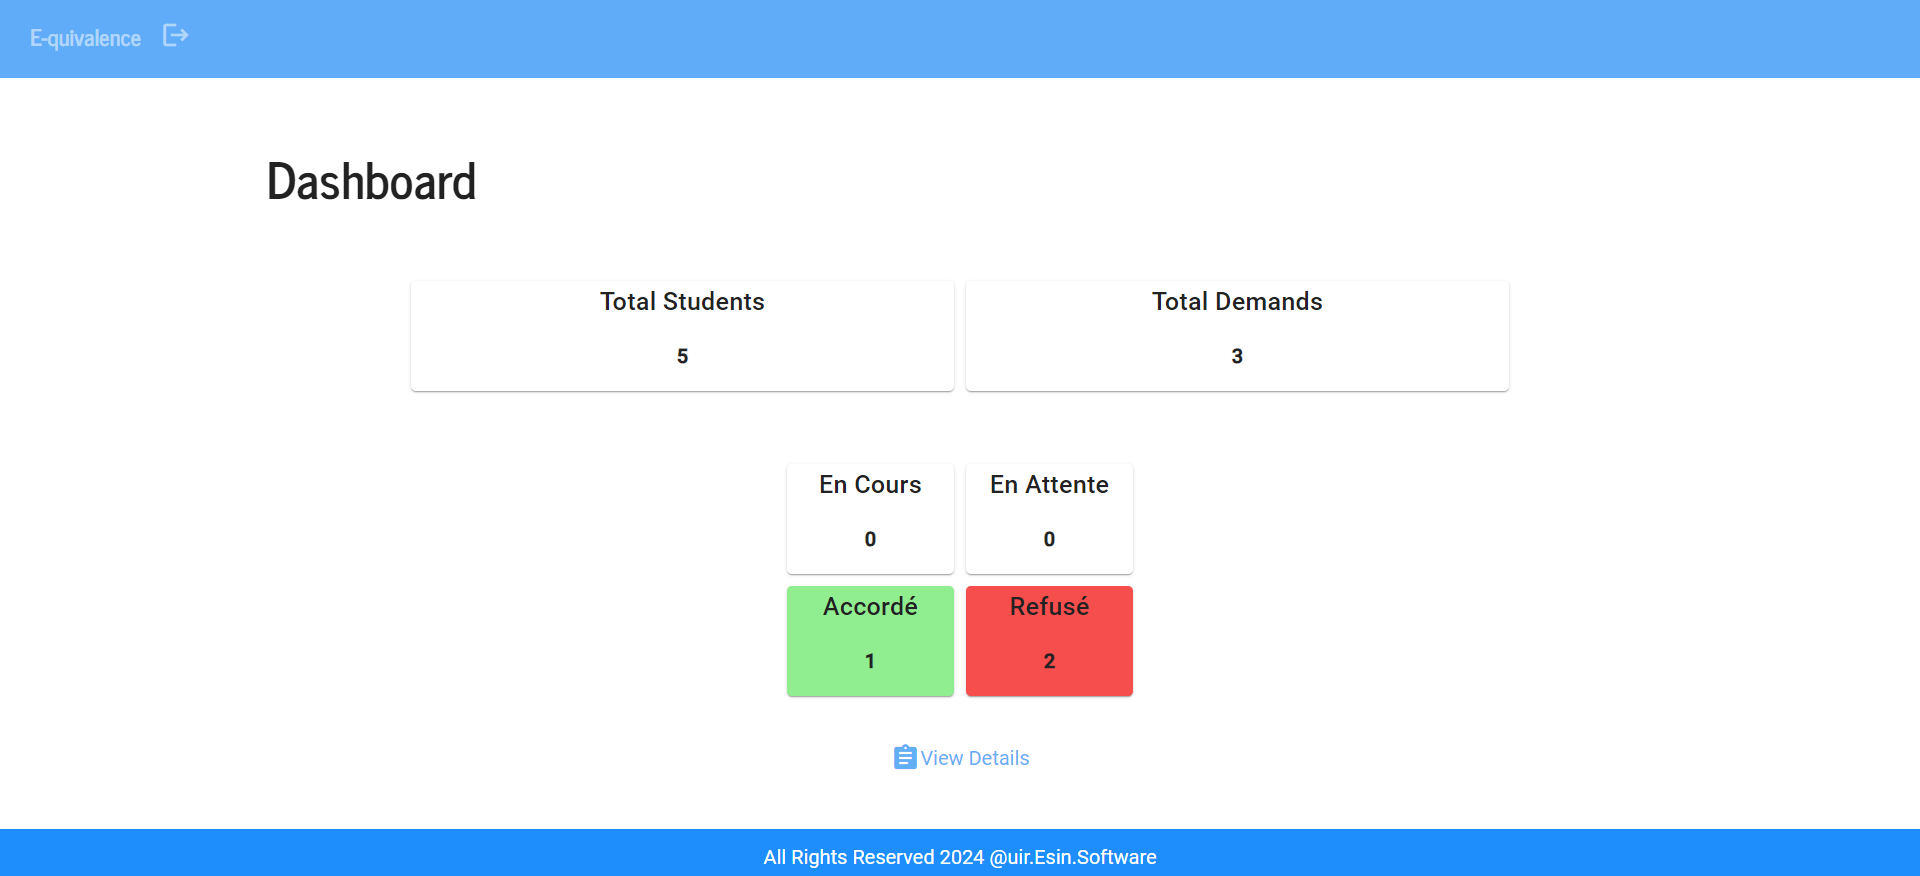 E-quivalence
Dashboard
Total Students
5
Total Demands
3
En Cours
0
En Attente
0
Accordé
1
Refusé
2
View Details
All Rights Reserved 2024 @uir.Esin.Software